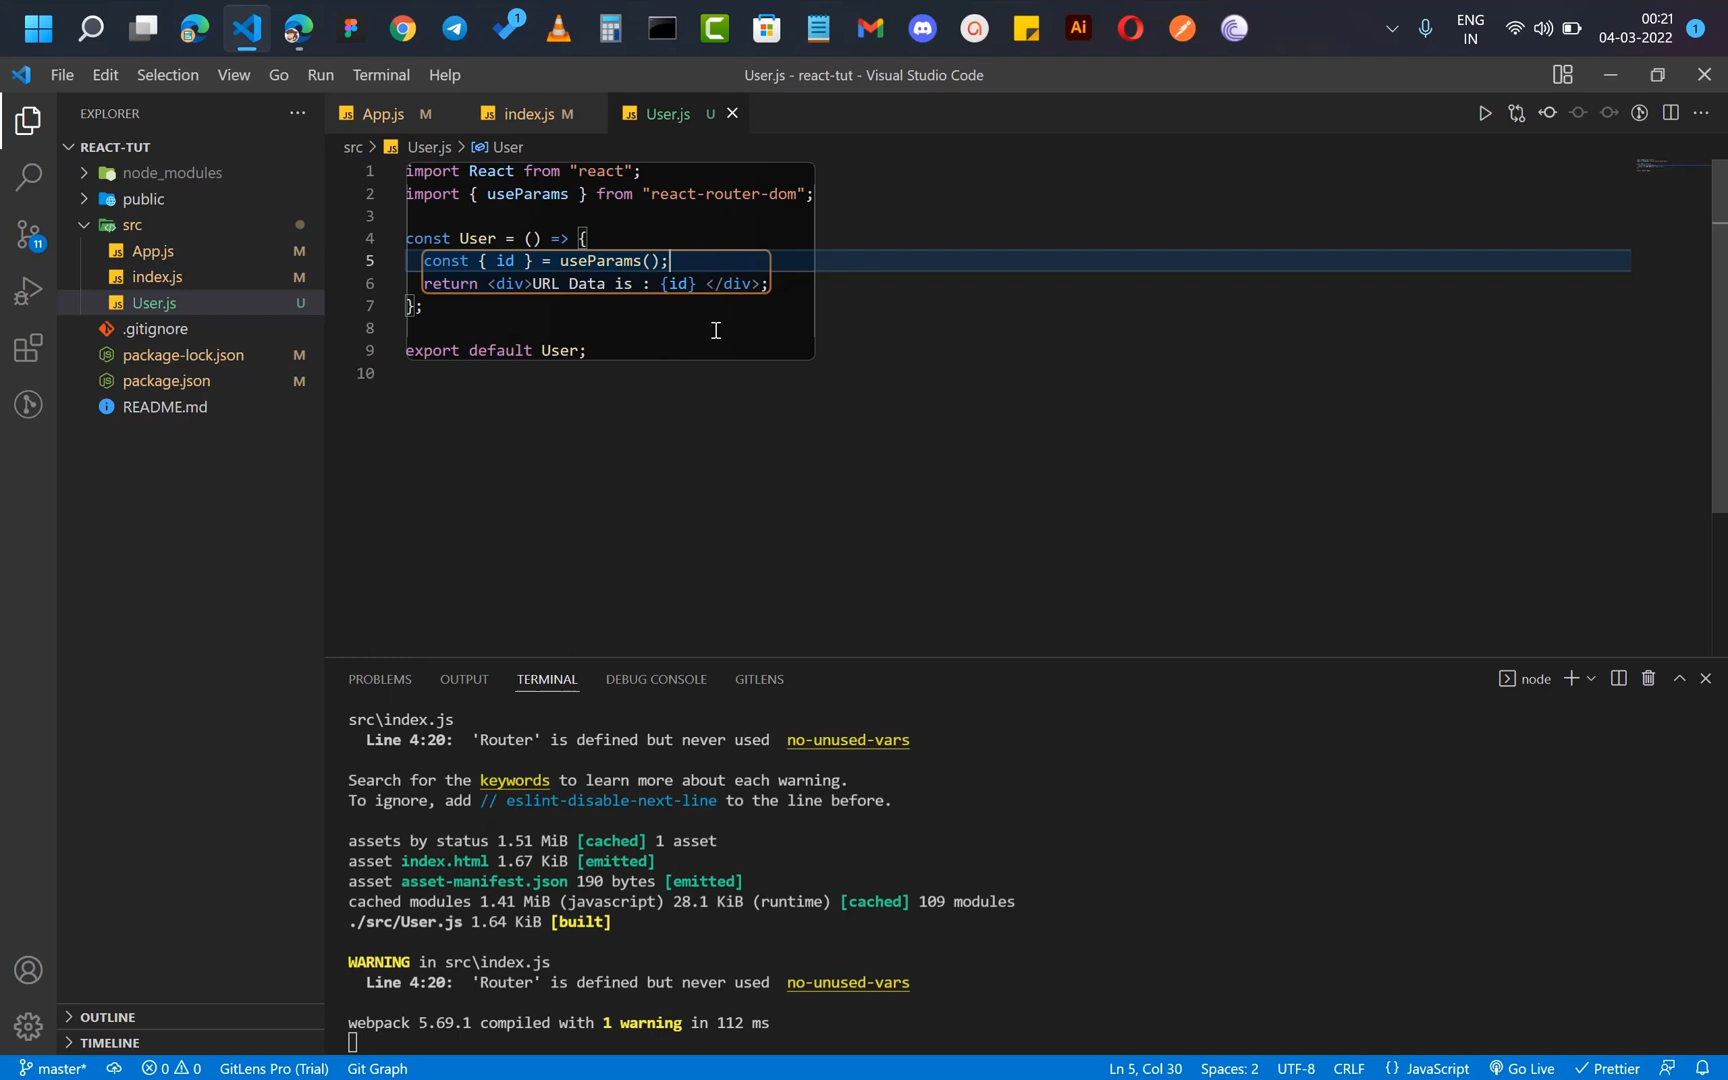 1
Ai
ENG
IN
00:21
04-03-2022
1
File Edit Selection View Go Run Terminal Help
User.js - react-tut - Visual Studio Code
EXPLORER
App.js M
index.js M
User.js U
REACT-TUT
node_modules
public
src
App.js M
index.js M
User.js U
.gitignore
package-lock.json M
package.json M
README.md
11
src > User.js > User
1 import React from "react";
2 import { useParams } from "react-router-dom";
3
4 const User = () => {
5 const { id } = useParams();
6 return <div>URL Data is : {id} </div>;
7 };
8
9 export default User;
10
PROBLEMS OUTPUT TERMINAL DEBUG CONSOLE GITLENS
node
src\index.js
Line 4:20: 'Router' is defined but never used no-unused-vars
Search for the keywords to learn more about each warning.
To ignore, add // eslint-disable-next-line to the line before.
assets by status 1.51 MiB [cached] 1 asset
asset index.html 1.67 KiB [emitted]
asset asset-manifest.json 190 bytes [emitted]
cached modules 1.41 MiB (javascript) 28.1 KiB (runtime) [cached] 109 modules
./src/User.js 1.64 KiB [built]
WARNING in src\index.js
Line 4:20: 'Router' is defined but never used no-unused-vars
webpack 5.69.1 compiled with 1 warning in 112 ms
OUTLINE
TIMELINE
master* 0 0 GitLens Pro (Trial) Git Graph
Ln 5, Col 30 Spaces: 2 UTF-8 CRLF { } JavaScript Go Live Prettier